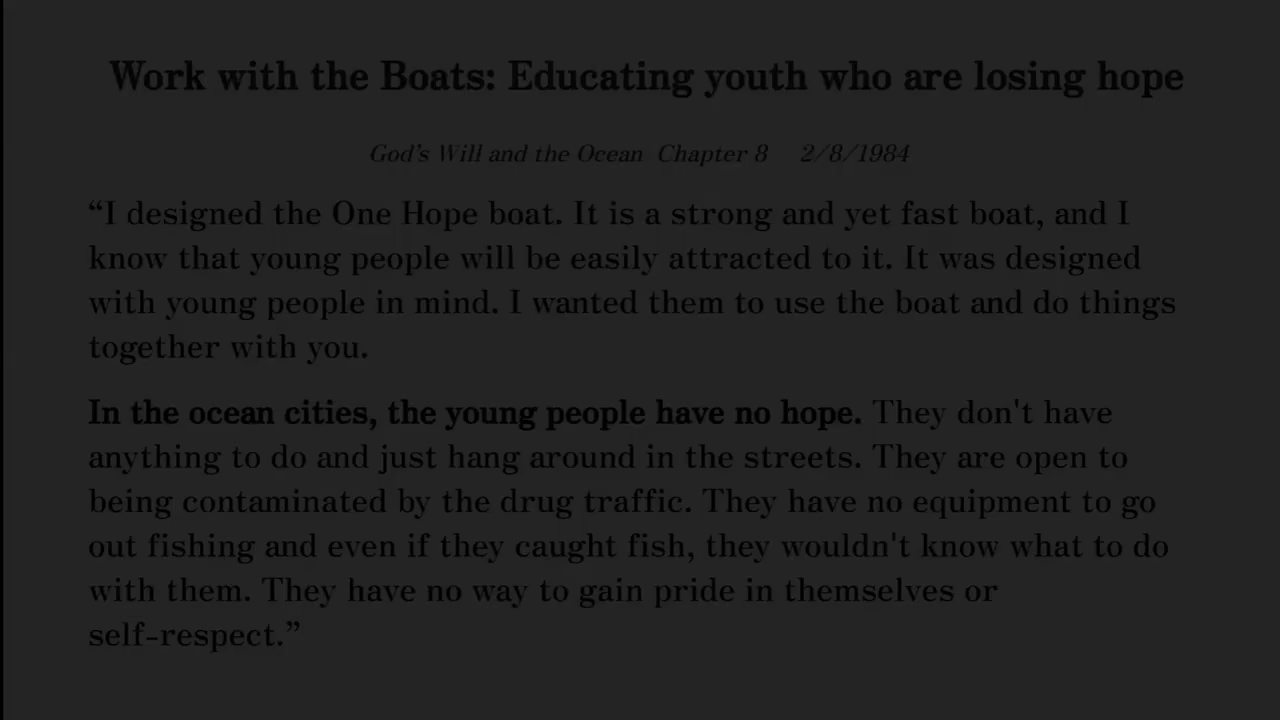 Work with the Boats: Educating youth who are losing hope
God's Will and the Ocean  Chapter 8    2/8/1984
“I designed the One Hope boat. It is a strong and yet fast boat, and I
know that young people will be easily attracted to it. It was designed
with young people in mind. I wanted them to use the boat and do things
together with you.
In the ocean cities, the young people have no hope. They don't have
anything to do and just hang around in the streets. They are open to
being contaminated by the drug traffic. They have no equipment to go
out fishing and even if they caught fish, they wouldn't know what to do
with them. They have no way to gain pride in themselves or
self-respect.”